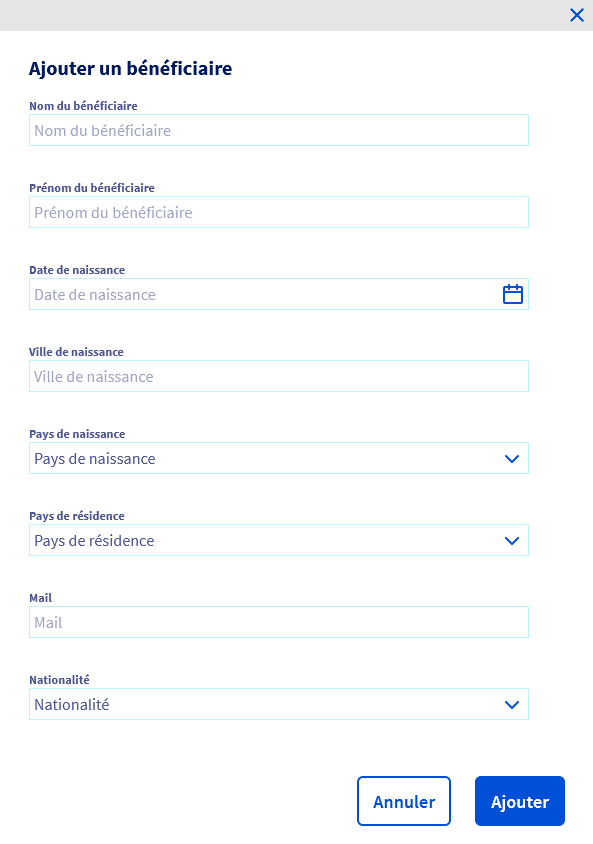 Ajouter un bénéficiaire
Nom du bénéficiaire
Nom du bénéficiaire
Prénom du bénéficiaire
Prénom du bénéficiaire
Date de naissance
Date de naissance
Ville de naissance
Ville de naissance
Pays de naissance
Pays de naissance
Pays de résidence
Pays de résidence
Mail
Mail
Nationalité
Nationalité
Annuler Ajouter